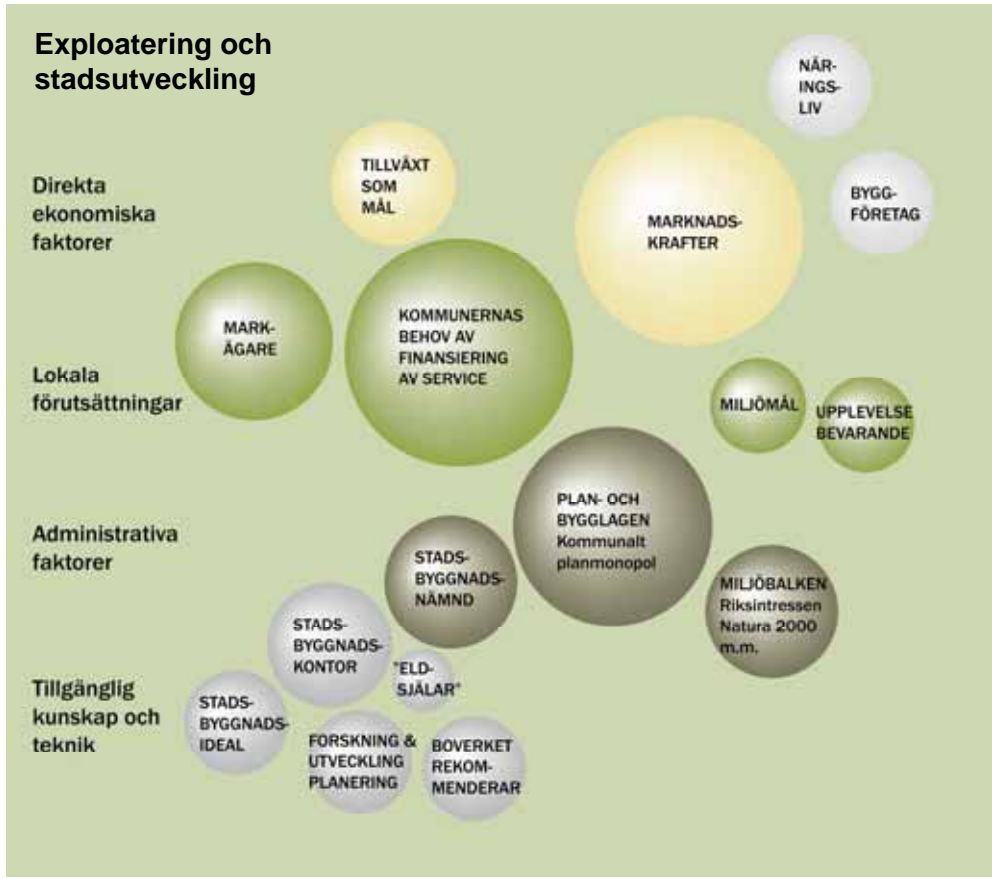 Exploatering och
stadsutveckling
NÄR-
INGS-
LIV
Direkta
ekonomiska
faktorer
TILLVÄXT
SOM
MÅL
MARKNADS-
KRAFTER
BYGG-
FÖRETAG
MARK-
ÄGARE
KOMMUNERNAS
BEHOV AV
FINANSIERING
AV SERVICE
Lokala
förutsättningar
MILJÖMÅL
UPPLEVELSE
BEVARANDE
Administrativa
faktorer
STADS-
BYGGNADS-
NÄMND
PLAN- OCH
BYGGLAGEN
Kommunalt
planmonopol
MILJÖBALKEN
Riksintressen
Natura 2000
m.m.
STADS-
BYGGNADS-
KONTOR
"ELD-
SJÄLAR"
Tillgänglig
kunskap och
teknik
STADS-
BYGGNADS-
IDEAL
FORSKNING &
UTVECKLING
PLANERING
BOVERKET
REKOM-
MENDERAR